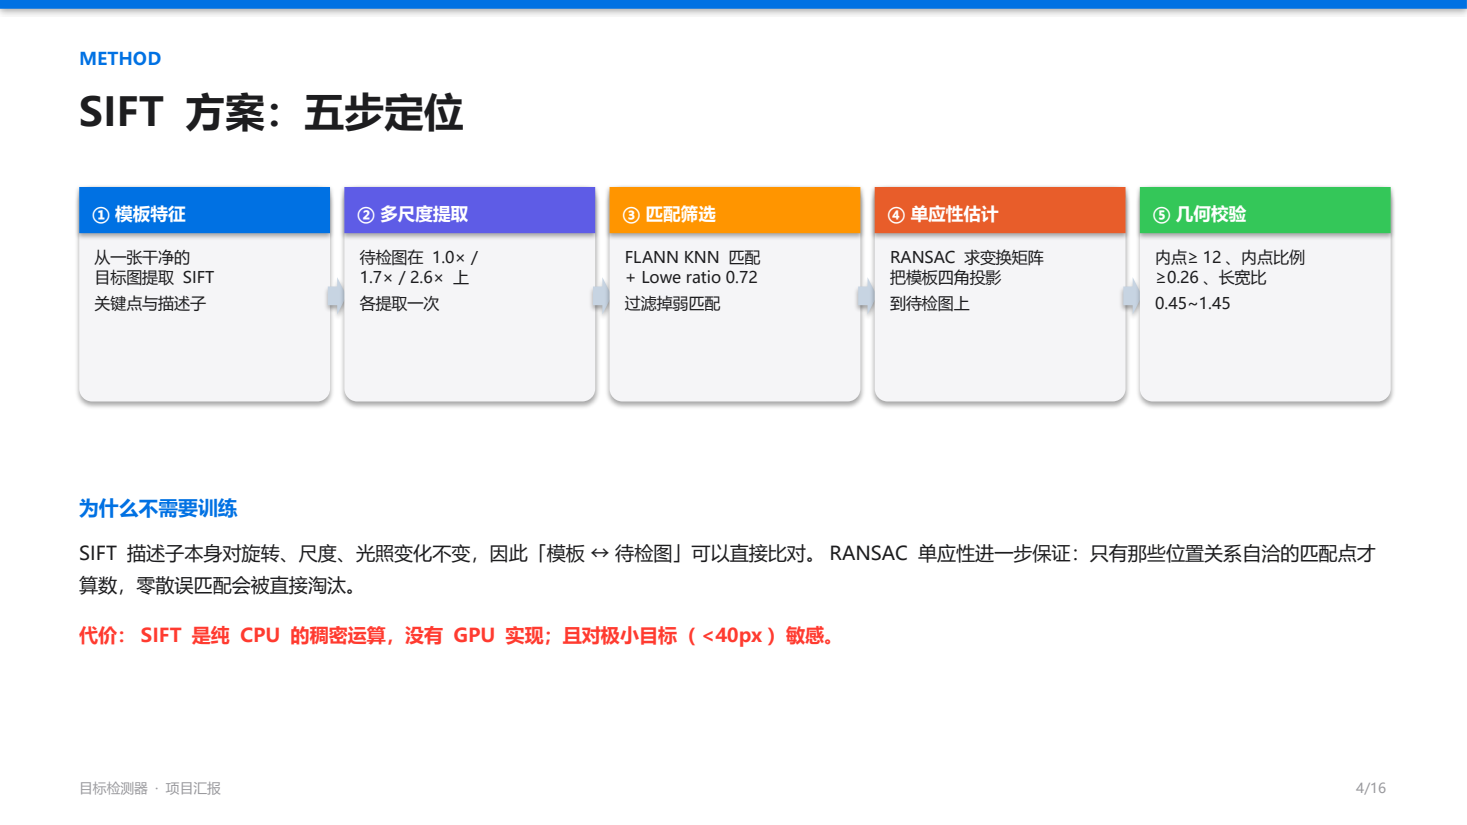 METHOD
SIFT 方案：五步定位
① 模板特征
从一张干净的
目标图提取 SIFT
关键点与描述子
② 多尺度提取
待检图在 1.0× /
1.7× / 2.6× 上
各提取一次
③ 匹配筛选
FLANN KNN 匹配
+ Lowe ratio 0.72
过滤掉弱匹配
④ 单应性估计
RANSAC 求变换矩阵
把模板四角投影
到待检图上
⑤ 几何校验
内点≥ 12 、内点比例
≥0.26 、长宽比
0.45~1.45
为什么不需要训练
SIFT 描述子本身对旋转、尺度、光照变化不变，因此「模板 ↔ 待检图」可以直接比对。 RANSAC 单应性进一步保证：只有那些位置关系自洽的匹配点才
算数，零散误匹配会被直接淘汰。
代价： SIFT 是纯 CPU 的稠密运算，没有 GPU 实现；且对极小目标（ <40px ）敏感。
目标检测器 · 项目汇报
4/16